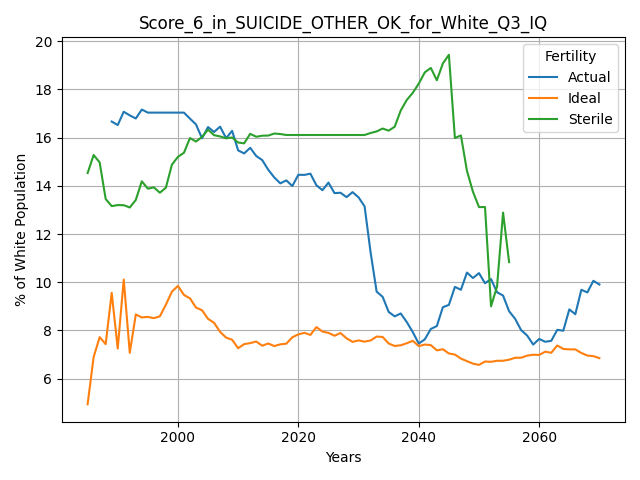 Score_6_in_SUICIDE_OTHER_OK_for_White_Q3_IQ
Fertility
Actual
Ideal
Sterile
% of White Population
20
18
16
14
12
10
8
6
2000 2020 2040 2060
Years